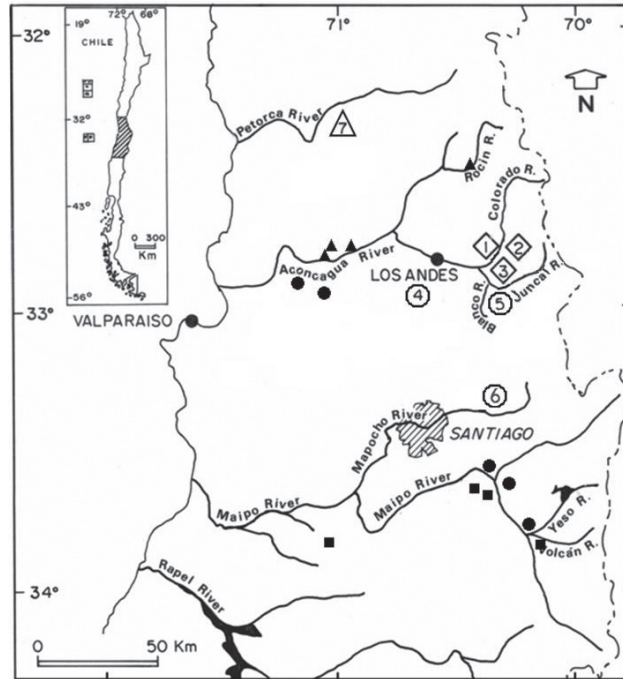 32°
71
70°
72° 68°
19°
CHILE
32°
43°
56°
0 300
Km
N
Petorca River
7
Rocín R.
Colorado R.
1
2
3
Aconcagua River
LOS ANDES
Blanco R.
Juncal R.
4
5
33°
VALPARAISO
6
Mapocho River
SANTIAGO
Maipo River
Maipo River
Yeso R.
Volcán R.
34°
Rapel River
0 50 Km